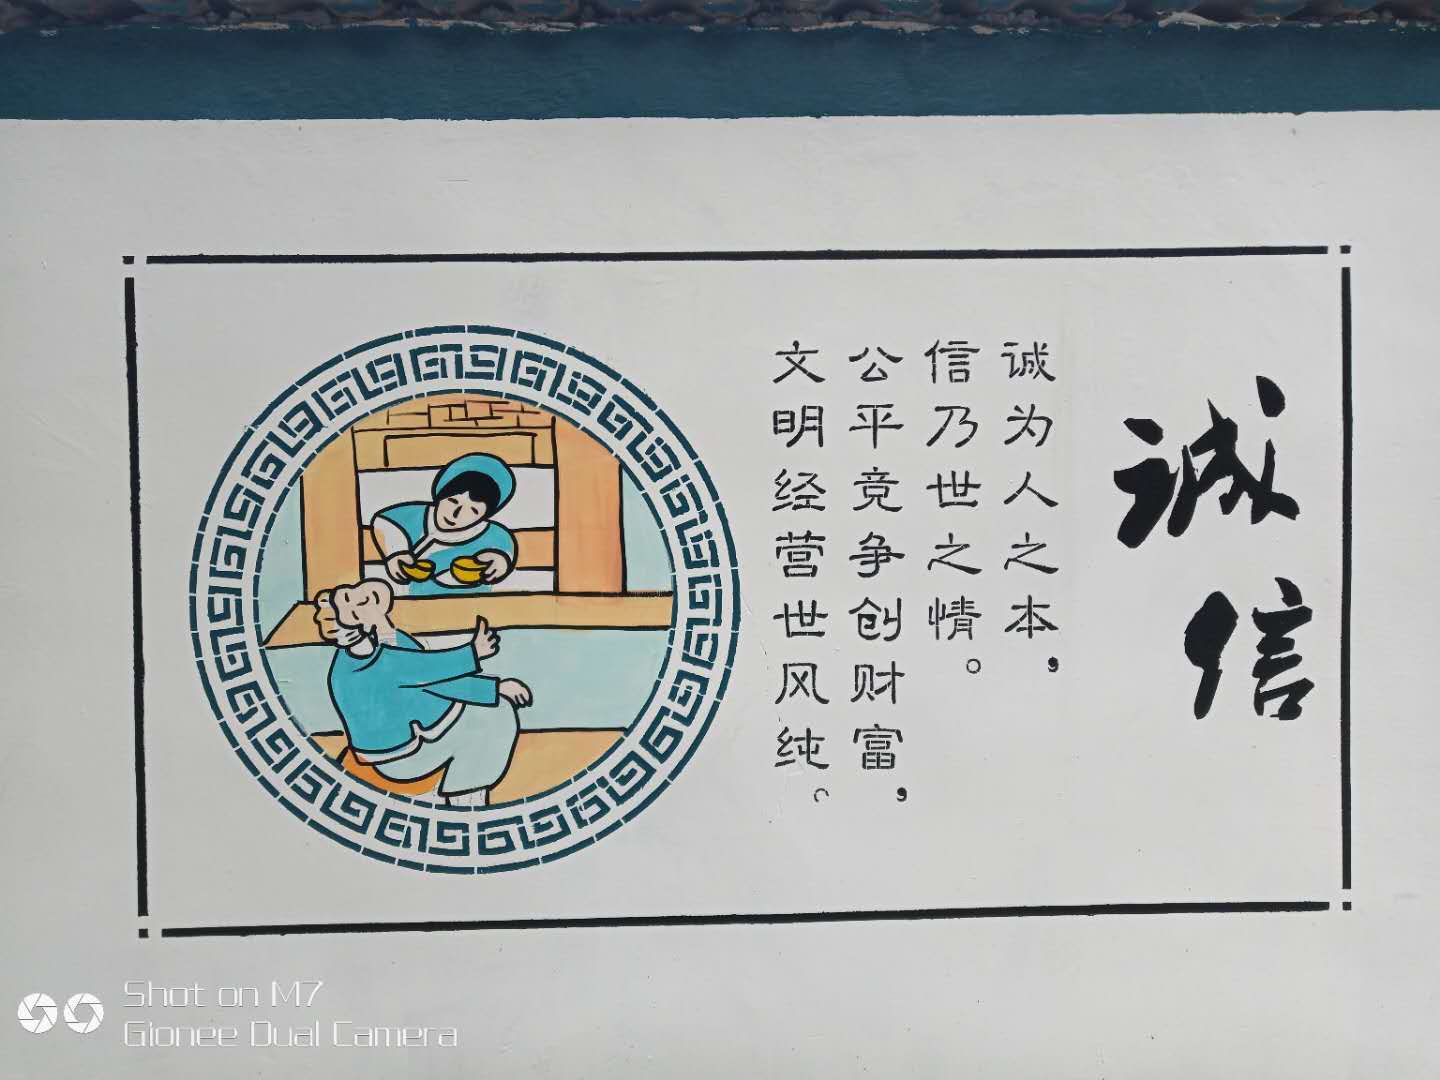 诚信
诚为人之本，
信乃世之情。
公平竞争创财富，
文明经营世风纯。
Shot on M7
Gionee Dual Camera